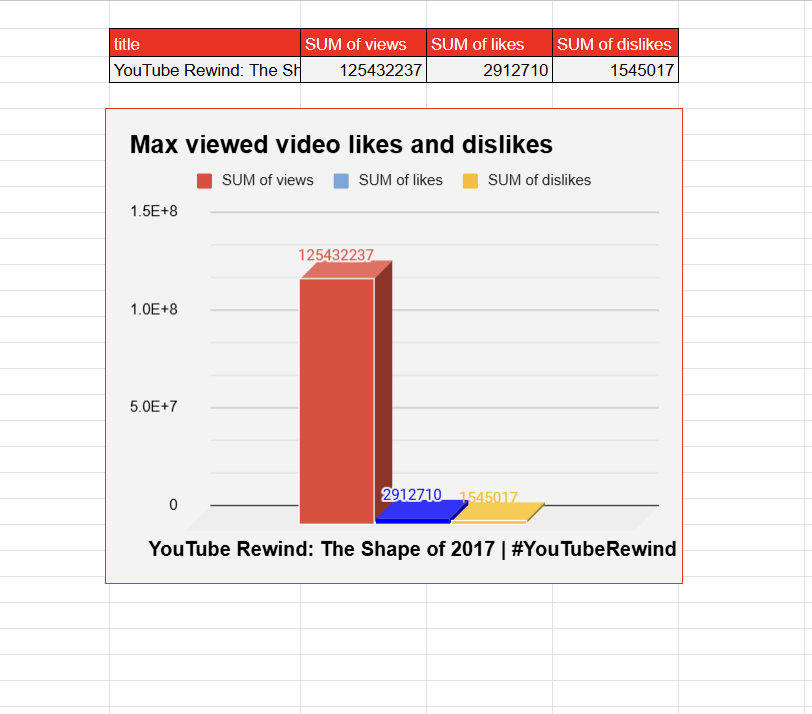 title SUM of views SUM of likes SUM of dislikes
YouTube Rewind: The Sh 125432237 2912710 1545017
Max viewed video likes and dislikes
SUM of views SUM of likes SUM of dislikes
1.5E+8
125432237
1.0E+8
5.0E+7
2912710 1545017
0
YouTube Rewind: The Shape of 2017 | #YouTubeRewind